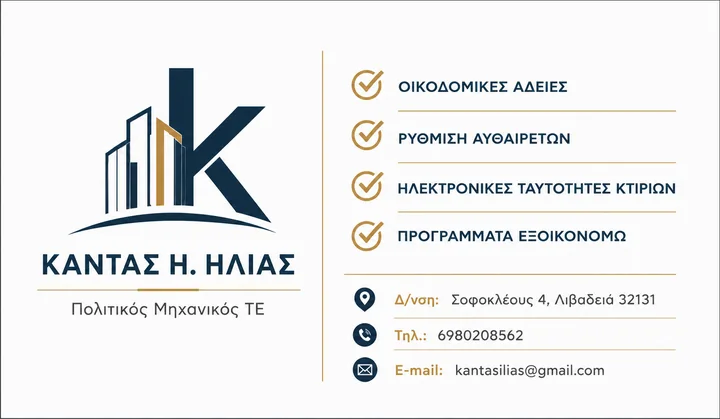 k
ΚΑΝΤΑΣ Η. ΗΛΙΑΣ
Πολιτικός Μηχανικός ΤΕ
ΟΙΚΟΔΟΜΙΚΕΣ ΑΔΕΙΕΣ
ΡΥΘΜΙΣΗ ΑΥΘΑΙΡΕΤΩΝ
ΗΛΕΚΤΡΟΝΙΚΕΣ ΤΑΥΤΟΤΗΤΕΣ ΚΤΙΡΙΩΝ
ΠΡΟΓΡΑΜΜΑΤΑ ΕΞΟΙΚΟΝΟΜΩ
Δ/νση: Σοφοκλέους 4, Λιβαδειά 32131
Τηλ.: 6980208562
E-mail: kantasilias@gmail.com